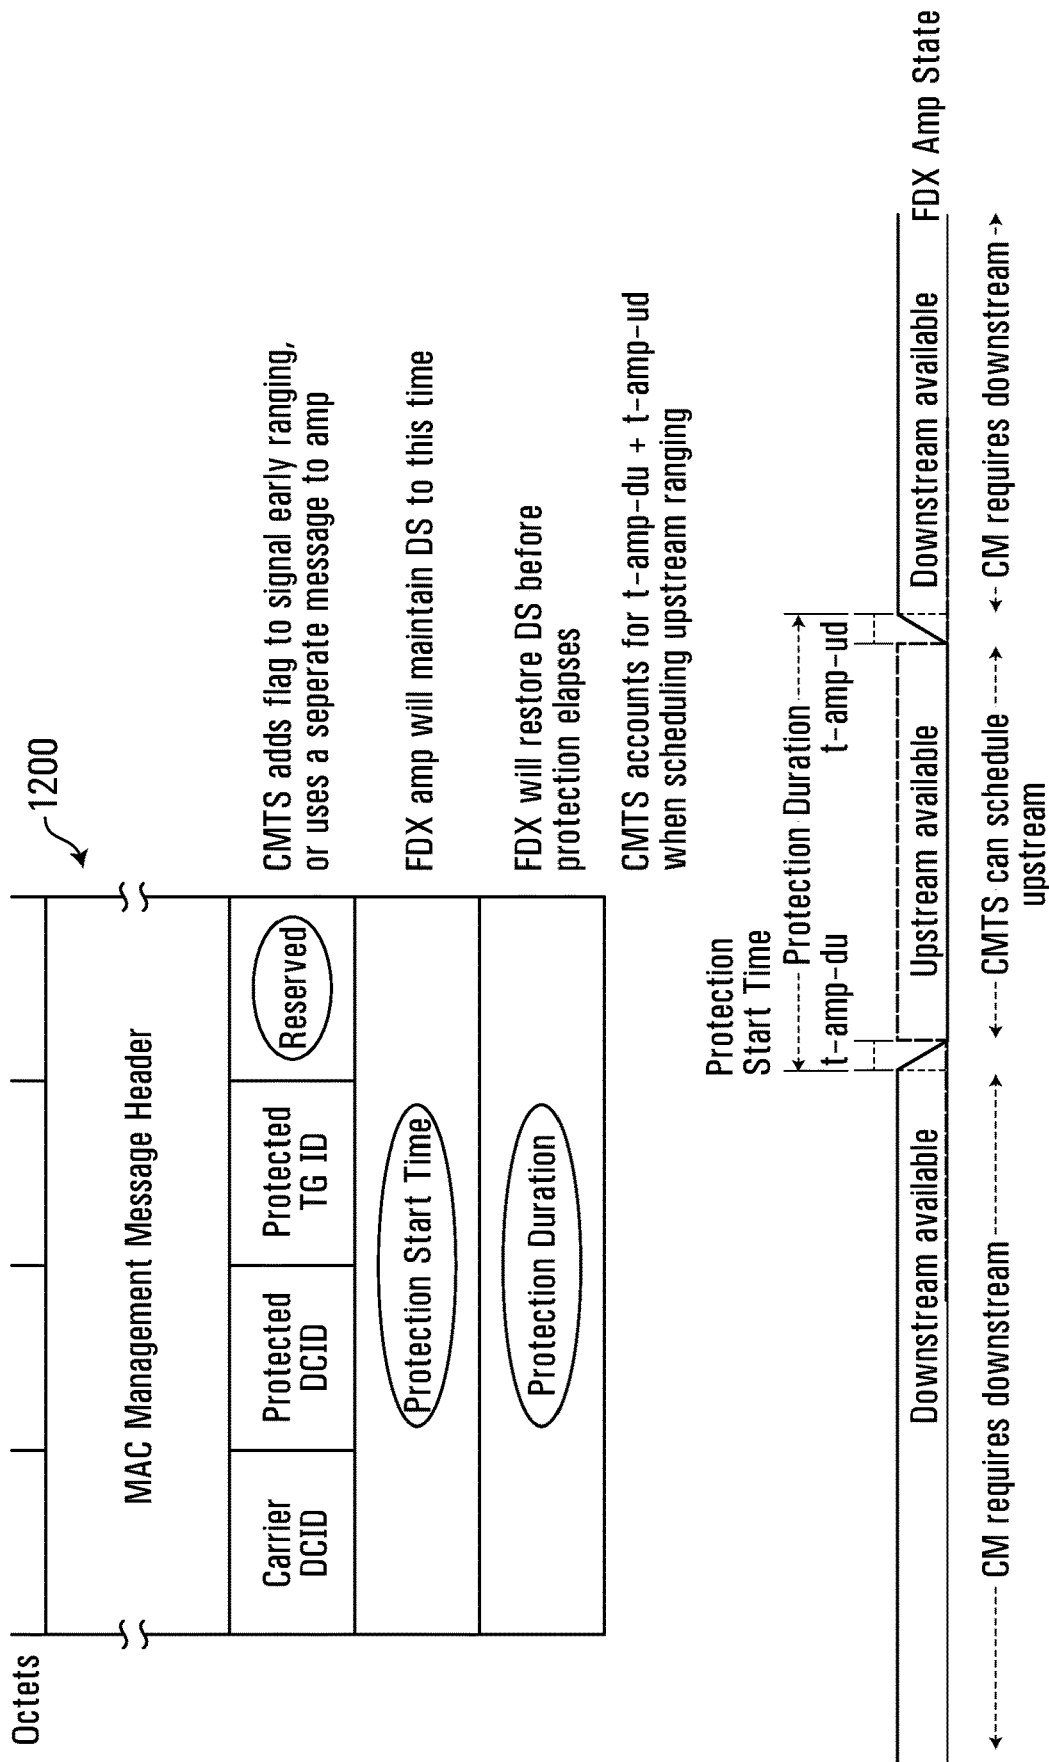 Octets
1200
MAC Management Message Header
Carrier
DCID
Protected
DCID
Protected
TG ID
Reserved
CMTS adds flag to signal early ranging,
or uses a seperate message to amp
Protection Start Time
FDX amp will maintain DS to this time
Protection Duration
FDX will restore DS before
protection elapses
CMTS accounts for t-amp-du + t-amp-ud
when scheduling upstream ranging
Protection
Start Time
Protection Duration
t-amp-du
t-amp-ud
Downstream available
Upstream available
Downstream available
FDX Amp State
CM requires downstream
CMTS can schedule
upstream
CM requires downstream